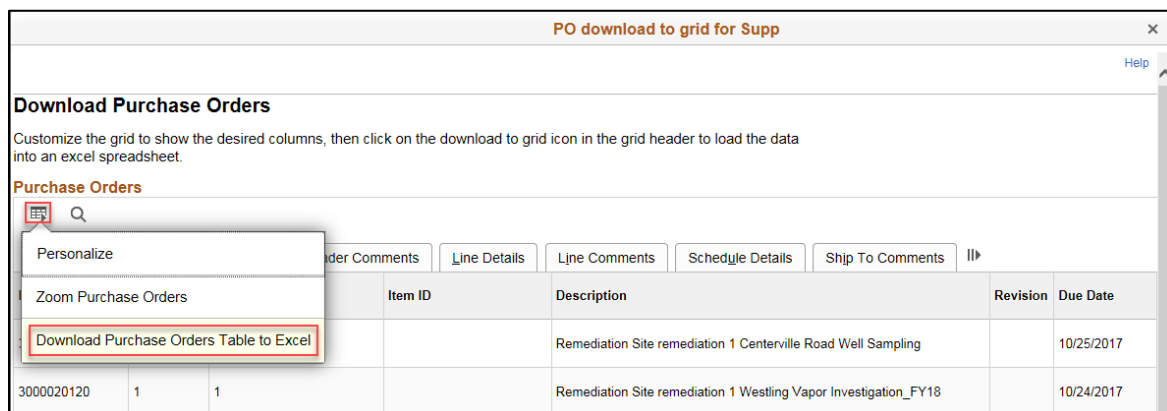 PO download to grid for Supp ×
Help
Download Purchase Orders
Customize the grid to show the desired columns, then click on the download to grid icon in the grid header to load the data
into an excel spreadsheet.
Purchase Orders
Personalize
Zoom Purchase Orders
Download Purchase Orders Table to Excel
Comments Line Details Line Comments Schedule Details Ship To Comments
Item ID Description Revision Due Date
Remediation Site remediation 1 Centerville Road Well Sampling 10/25/2017
3000020120 1 1 Remediation Site remediation 1 Westling Vapor Investigation_FY18 10/24/2017